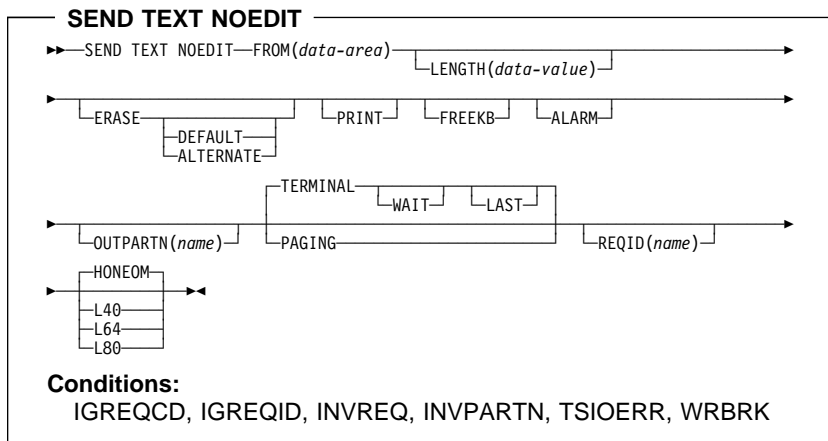 SEND TEXT NOEDIT
SEND TEXT NOEDIT FROM(data-area)
LENGTH(data-value)
ERASE PRINT FREEKB ALARM
DEFAULT
ALTERNATE
TERMINAL
WAIT LAST
OUTPARTN(name) PAGING REQID(name)
HONEOM
L40
L64
L80
Conditions:
IGREQCD, IGREQID, INVREQ, INVPARTN, TSIOERR, WRBRK